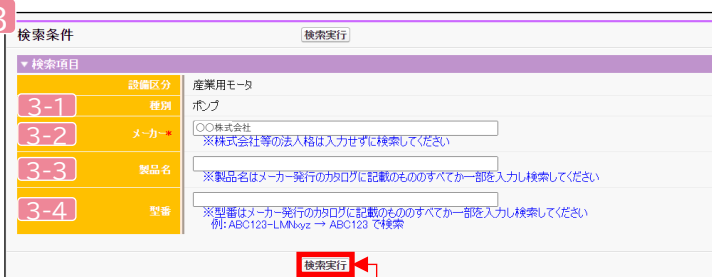 3
検索条件
検索実行
▼検索項目
設備区分 産業用モータ
3-1 種別 ポンプ
3-2 メーカー* 〇〇株式会社
※株式会社等の法人格は入力せずに検索してください
3-3 製品名
※製品名はメーカー発行のカタログに記載のもののすべてか一部を入力し検索してください
3-4 型番
※型番はメーカー発行のカタログに記載のもののすべてか一部を入力し検索してください
例：ABC123-LMNxyz → ABC123 で検索
検索実行